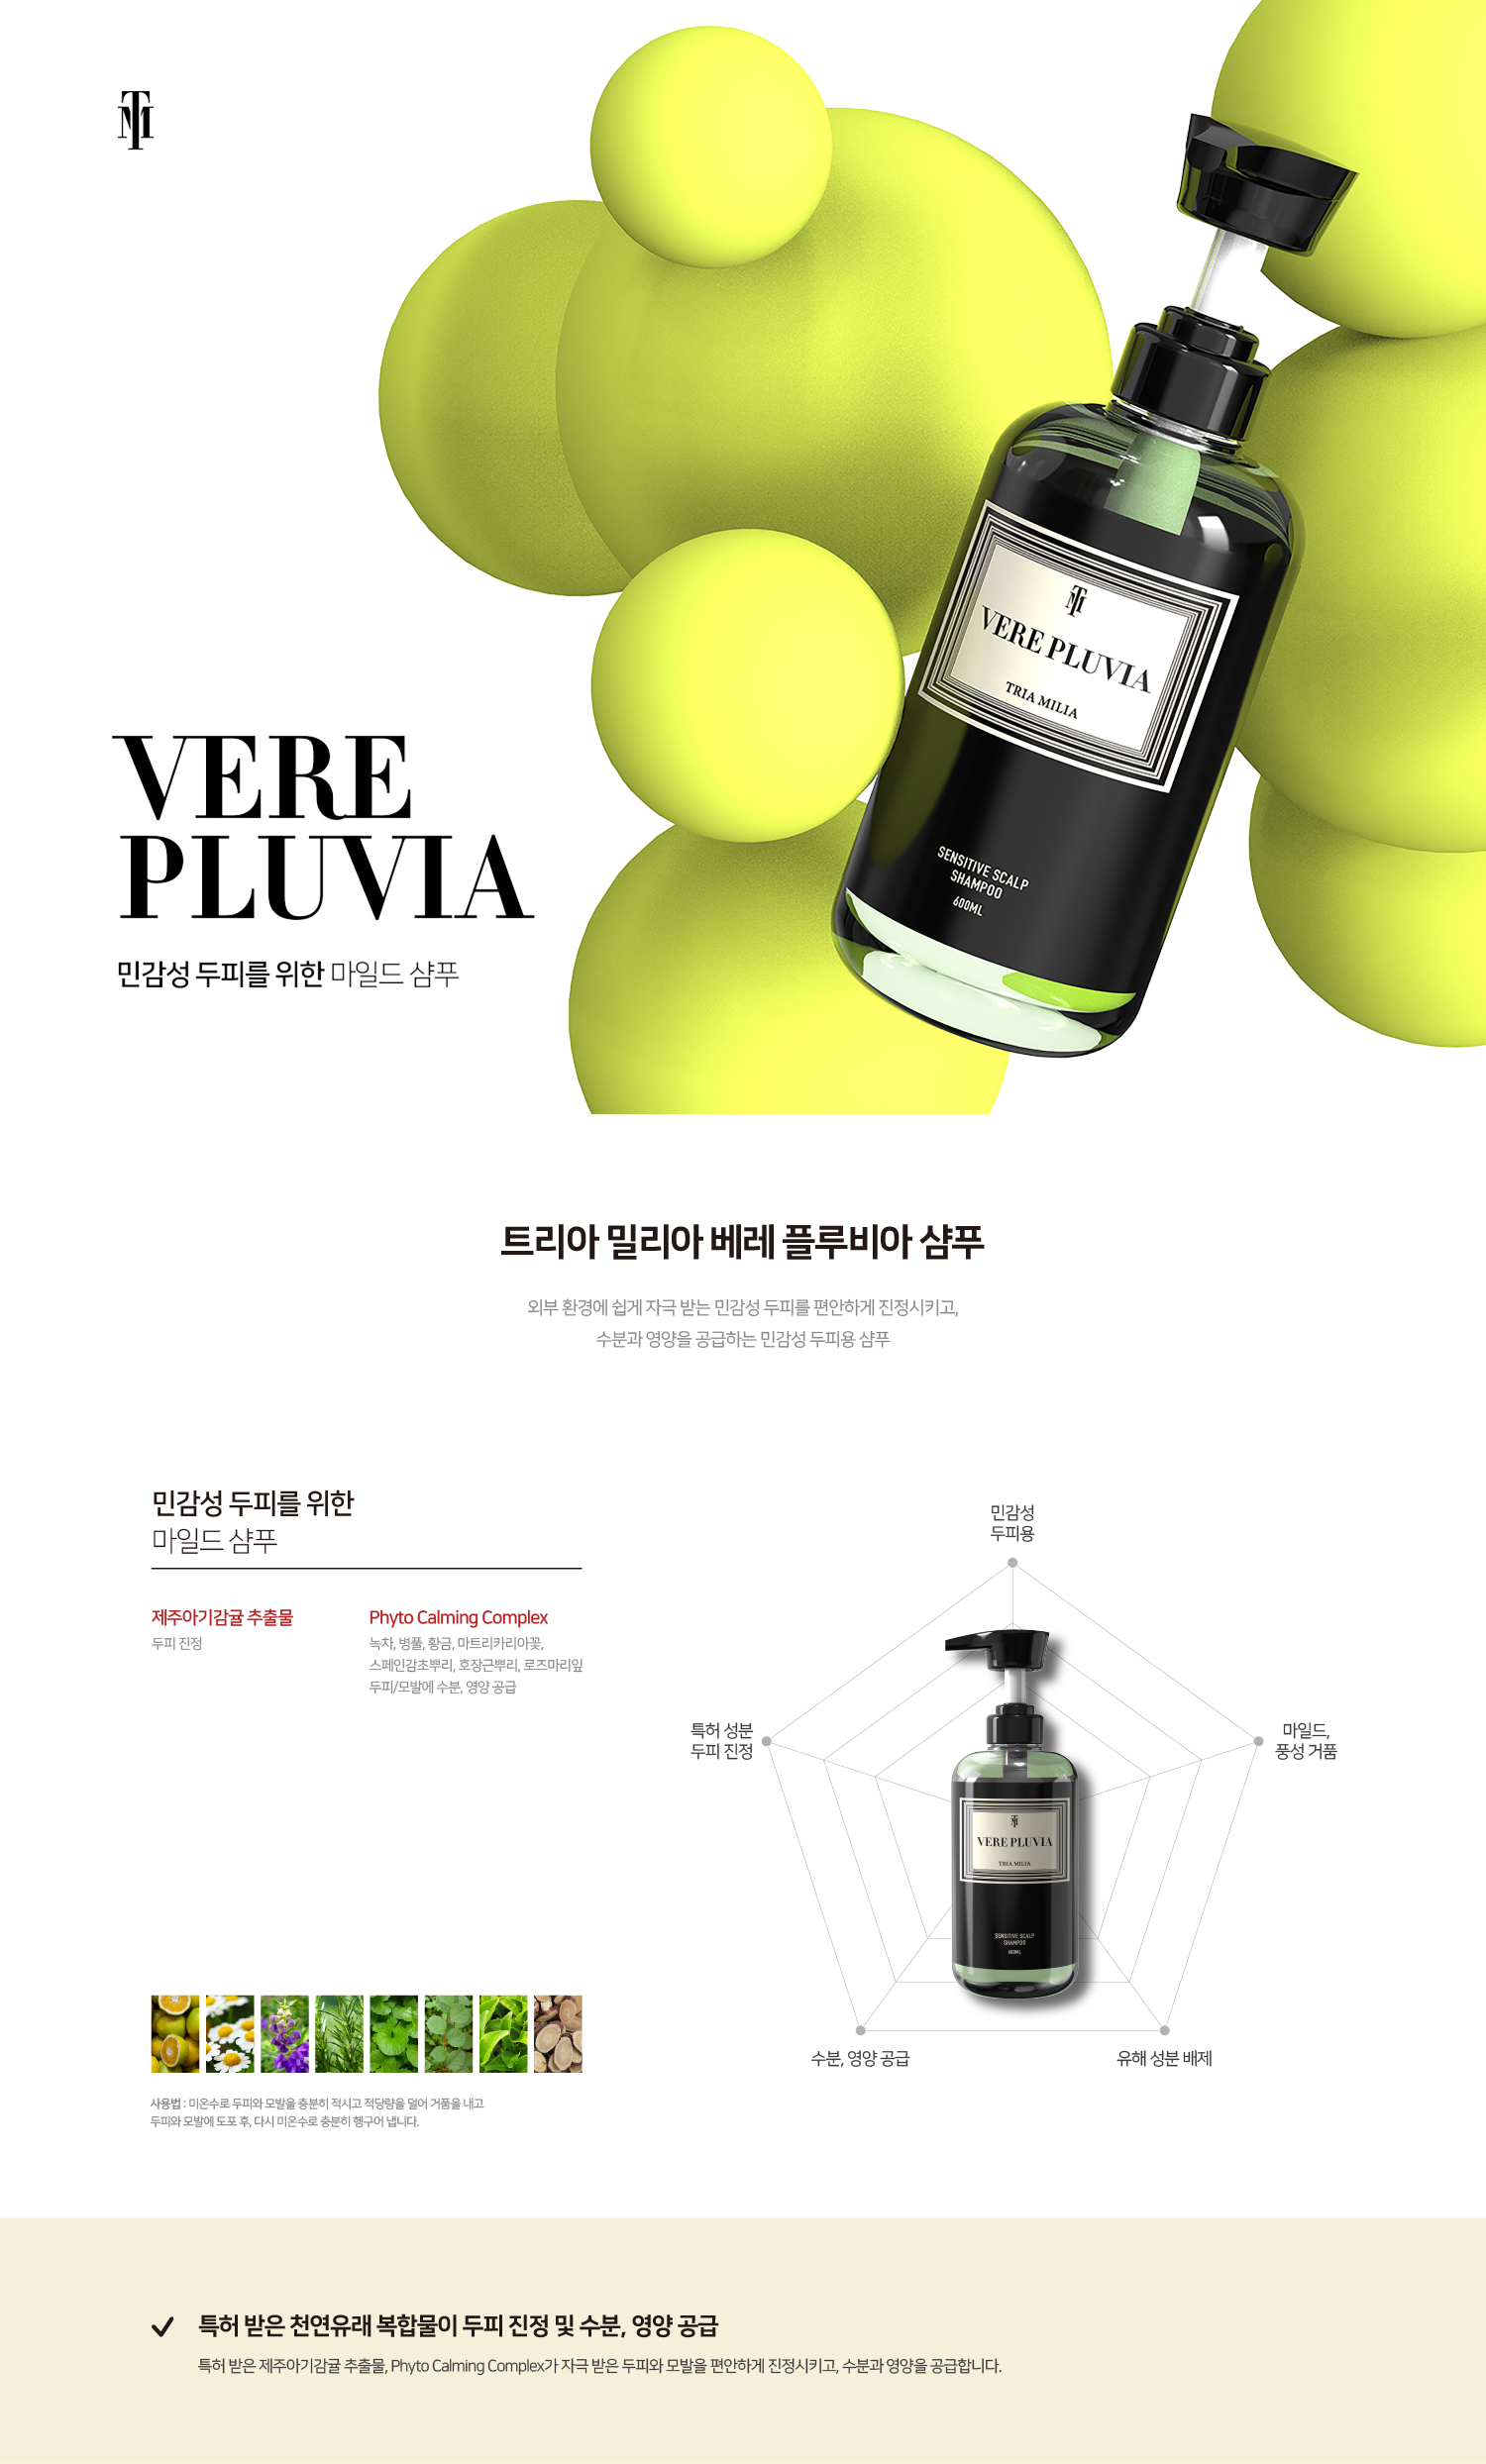 TM
VERE
PLUVIA
민감성 두피를 위한 마일드 샴푸
TM
VERE PLUVIA
TRIA MILIA
SENSITIVE SCALP
SHAMPOO
600ML
트리아 밀리아 베레 플루비아 샴푸
외부 환경에 쉽게 자극 받는 민감성 두피를 편안하게 진정시키고,
수분과 영양을 공급하는 민감성 두피용 샴푸
민감성 두피를 위한
마일드 샴푸
제주아기감귤 추출물
두피 진정
Phyto Calming Complex
녹차, 병풀, 황금, 마트리카리아꽃,
스페인감초뿌리, 호장근뿌리, 로즈마리잎
두피/모발에 수분, 영양 공급
민감성
두피용
특허 성분
두피 진정
마일드,
풍성 거품
수분, 영양 공급
유해 성분 배제
TM
VERE PLUVIA
TRIA MILIA
SENSITIVE SCALP
SHAMPOO
600ML
사용법 : 미온수로 두피와 모발을 충분히 적시고 적당량을 덜어 거품을 내고
두피와 모발에 도포 후, 다시 미온수로 충분히 헹구어 냅니다.
특허 받은 천연유래 복합물이 두피 진정 및 수분, 영양 공급
특허 받은 제주아기감귤 추출물, Phyto Calming Complex가 자극 받은 두피와 모발을 편안하게 진정시키고, 수분과 영양을 공급합니다.